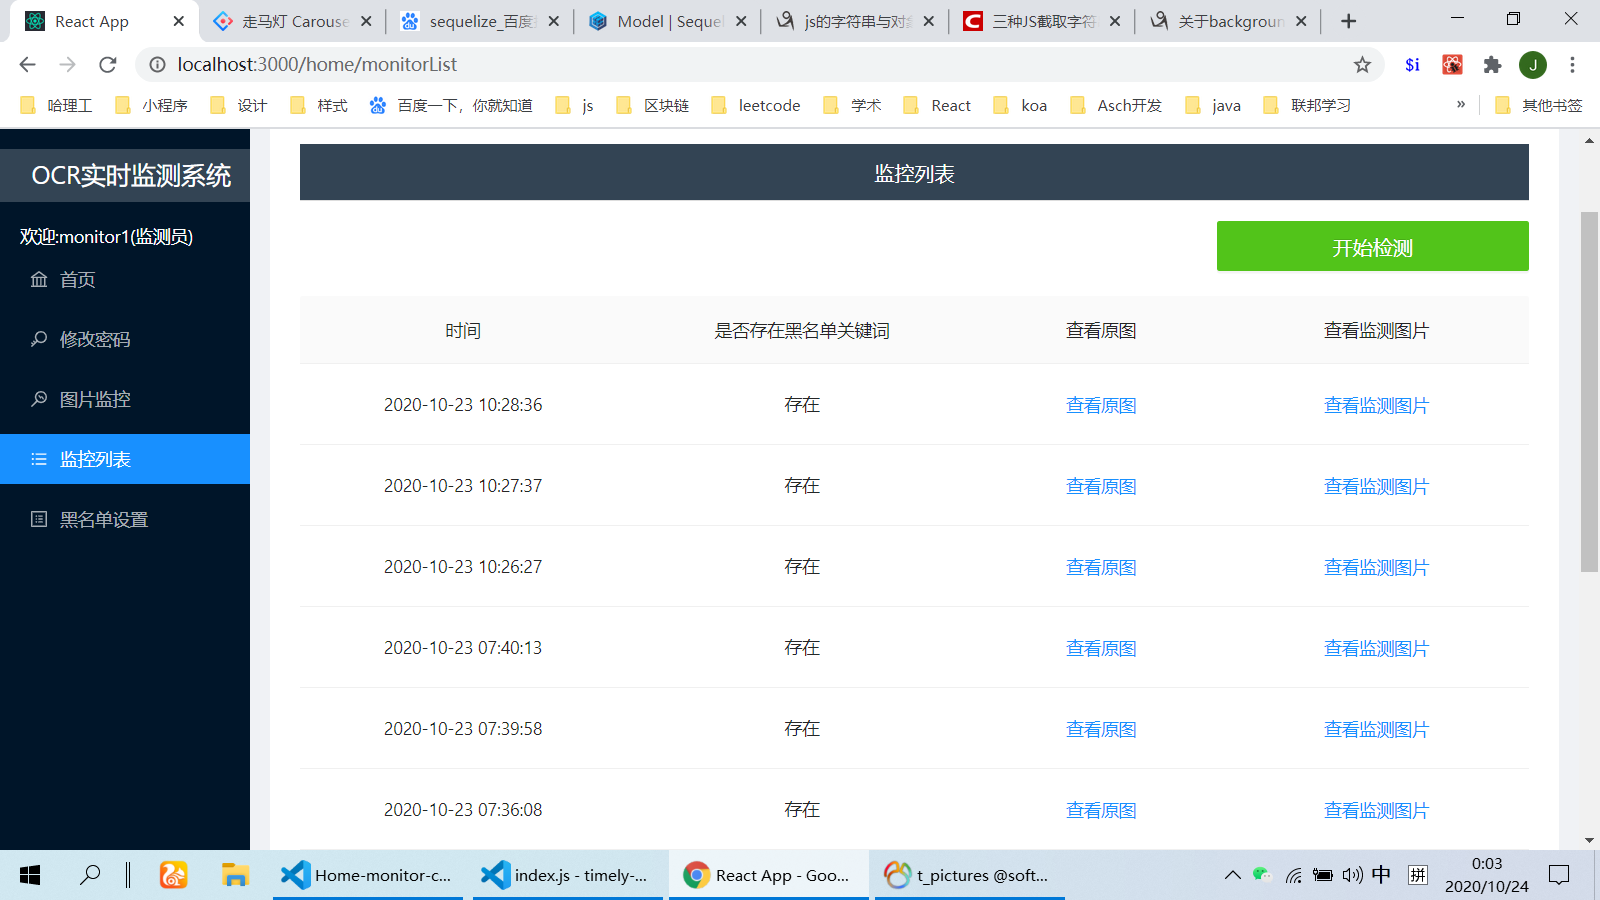 React App
走马灯 Carouse
sequelize_百度
Model | Sequel
js的字符串与对
三种JS截取字符
关于backgroun
localhost:3000/home/monitorList
$i
J
哈理工
小程序
设计
样式
百度一下，你就知道
js
区块链
leetcode
学术
React
koa
Asch开发
java
联邦学习
»
其他书签
OCR实时监测系统
欢迎:monitor1(监测员)
首页
修改密码
图片监控
监控列表
黑名单设置
监控列表
开始检测
时间 是否存在黑名单关键词 查看原图 查看监测图片
2020-10-23 10:28:36 存在 查看原图 查看监测图片
2020-10-23 10:27:37 存在 查看原图 查看监测图片
2020-10-23 10:26:27 存在 查看原图 查看监测图片
2020-10-23 07:40:13 存在 查看原图 查看监测图片
2020-10-23 07:39:58 存在 查看原图 查看监测图片
2020-10-23 07:36:08 存在 查看原图 查看监测图片
Home-monitor-c...
index.js - timely-...
React App - Goo...
t_pictures @soft...
中
拼
0:03
2020/10/24